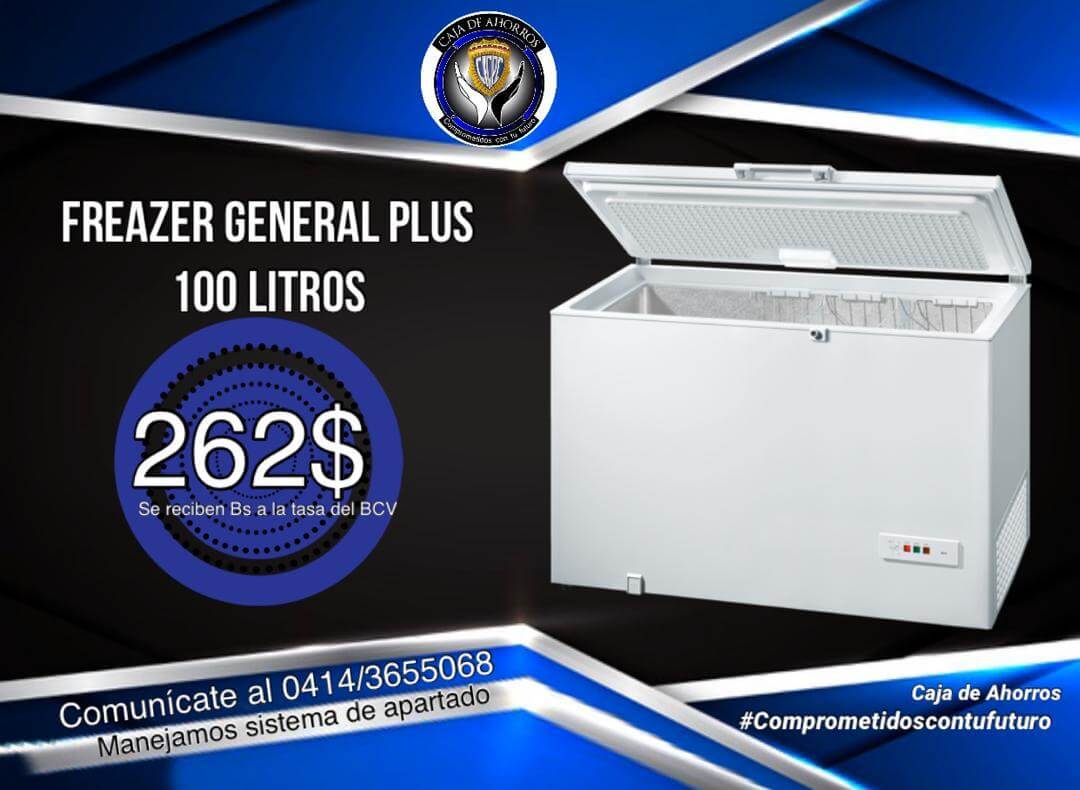 CAJA DE AHORROS
Comprometidos con tu futuro
FREAZER GENERAL PLUS
100 LITROS
262$
Se reciben Bs a la tasa del BCV
Comunícate al 0414/3655068
Manejamos sistema de apartado
Caja de Ahorros
#Comprometidoscontufuturo